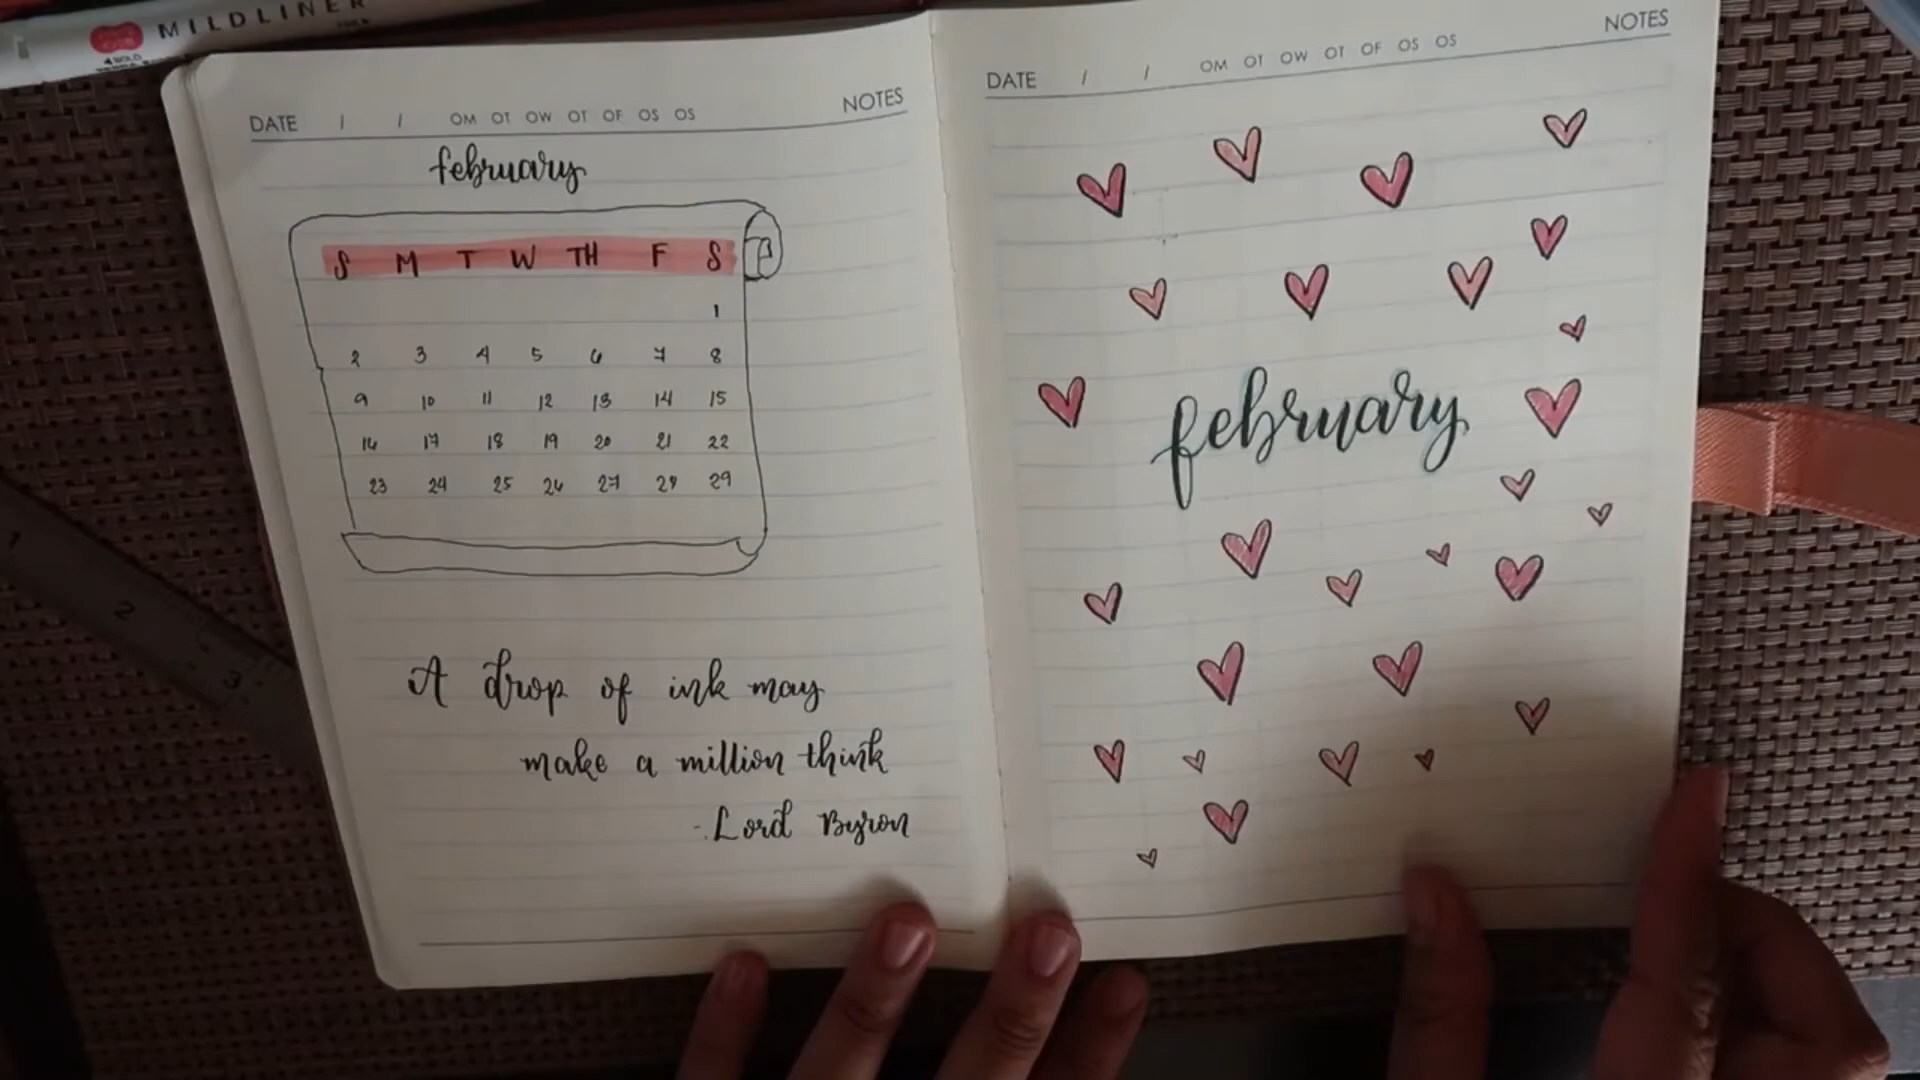 MILDLINER
DATE / / OM OT OW OT OF OS OS NOTES
february
S M T W TH F S
1
2 3 4 5 6 7 8
9 10 11 12 13 14 15
16 17 18 19 20 21 22
23 24 25 26 27 28 29
A drop of ink may
make a million think
- Lord Byron
DATE / / OM OT OW OT OF OS OS NOTES
february
1
2
3